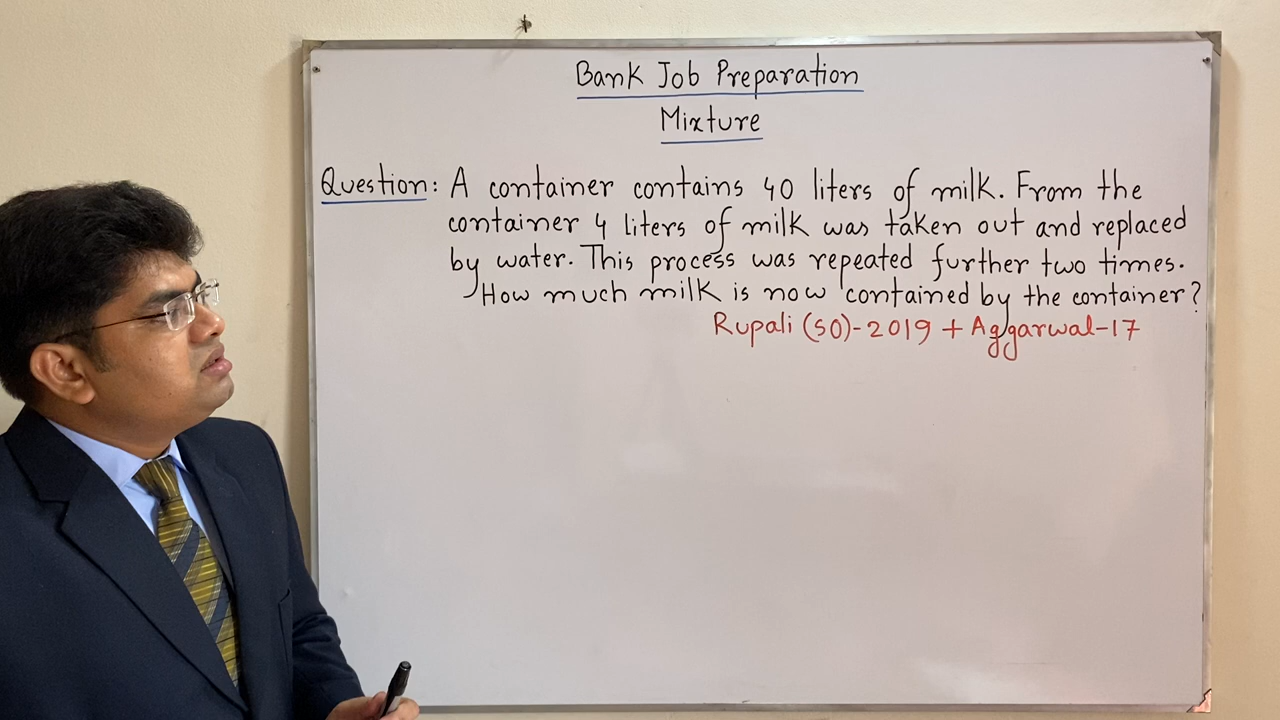 Bank Job Preparation
Mixture
Question: A container contains 40 liters of milk. From the
container 4 liters of milk was taken out and replaced
by water. This process was repeated further two times.
How much milk is now contained by the container?
Rupali (SO)-2019 + Aggarwal-17